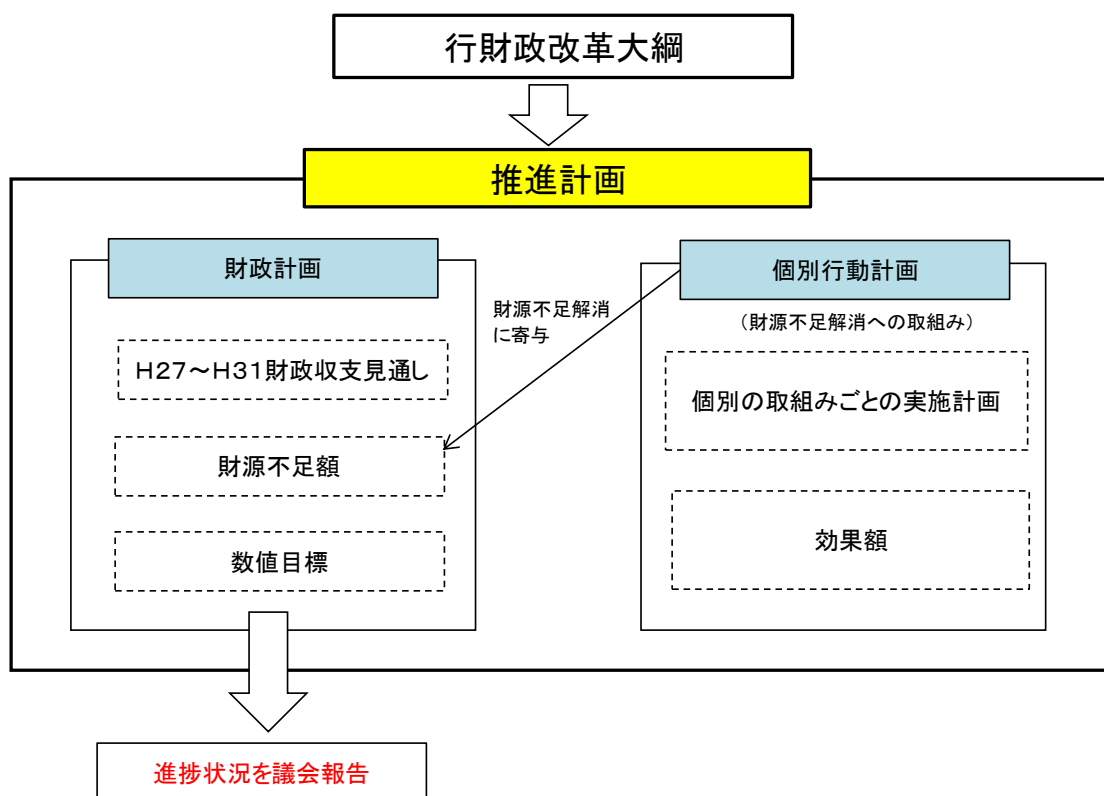 行財政改革大綱
推進計画
財政計画
H27～H31財政収支見通し
財源不足額
数値目標
財源不足解消
に寄与
個別行動計画
（財源不足解消への取組み）
個別の取組みごとの実施計画
効果額
進捗状況を議会報告